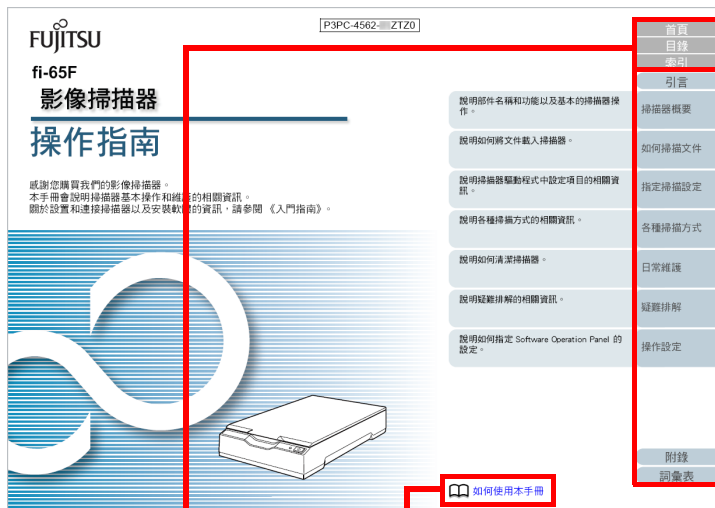 P3PC-4562- ZTZ0
FUJITSU
fi-65F
影像掃描器
操作指南
感謝您購買我們的影像掃描器。
本手冊會說明掃描器基本操作和維護的相關資訊。
關於設置和連接掃描器以及安裝軟體的資訊，請參閱《入門指南》。
首頁
目錄
索引
引言
說明部件名稱和功能以及基本的掃描器操
作。
掃描器概要
說明如何將文件載入掃描器。
如何掃描文件
說明掃描器驅動程式中設定項目的相關資
訊。
指定掃描設定
說明各種掃描方式的相關資訊。
各種掃描方式
說明如何清潔掃描器。
日常維護
說明疑難排解的相關資訊。
疑難排解
說明如何指定 Software Operation Panel 的
設定。
操作設定
附錄
詞彙表
如何使用本手冊